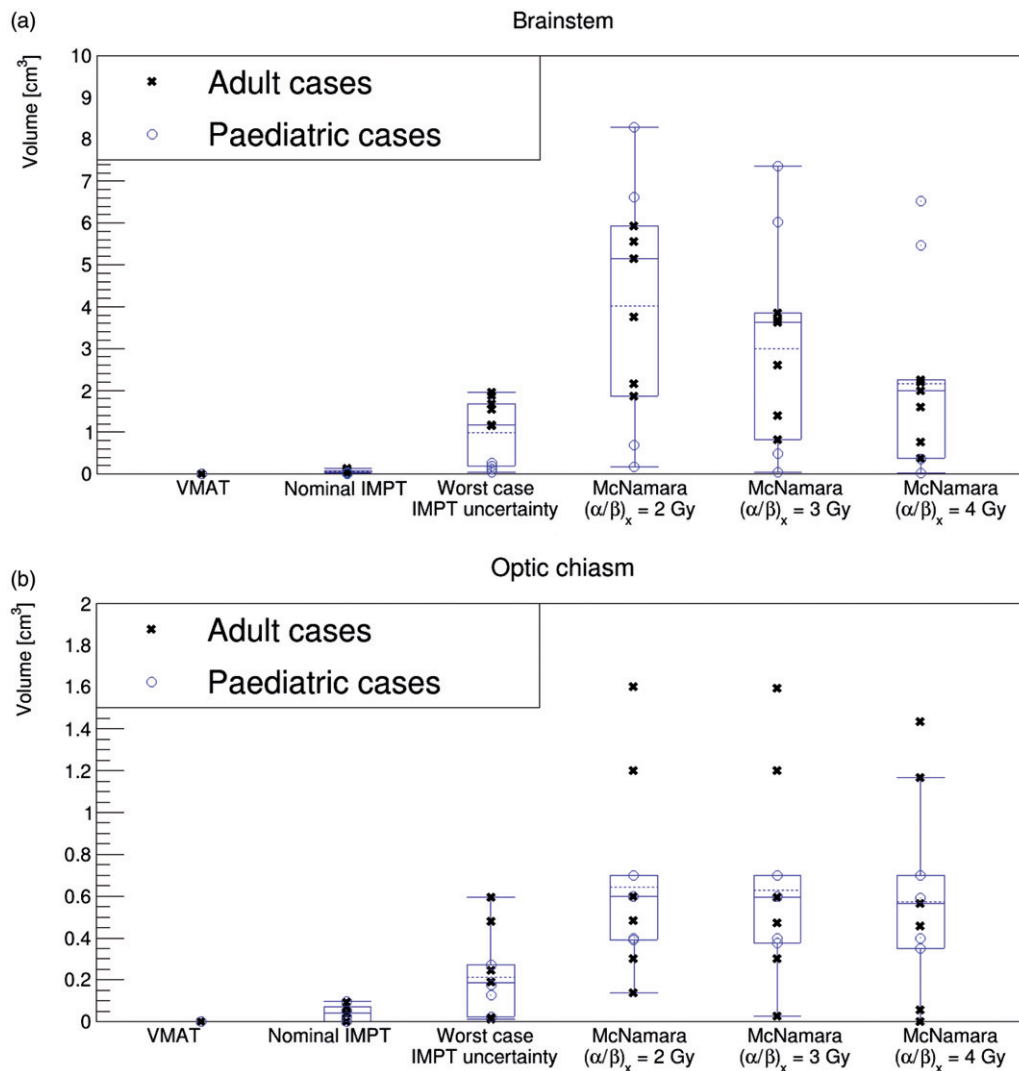 (a)
Brainstem
Volume [cm³]
10
9
8
7
6
5
4
3
2
1
0
Adult cases
Paediatric cases
VMAT
Nominal IMPT
Worst case
IMPT uncertainty
McNamara
(α/β)ₓ = 2 Gy
McNamara
(α/β)ₓ = 3 Gy
McNamara
(α/β)ₓ = 4 Gy
(b)
Optic chiasm
Volume [cm³]
2
1.8
1.6
1.4
1.2
1
0.8
0.6
0.4
0.2
0
Adult cases
Paediatric cases
VMAT
Nominal IMPT
Worst case
IMPT uncertainty
McNamara
(α/β)ₓ = 2 Gy
McNamara
(α/β)ₓ = 3 Gy
McNamara
(α/β)ₓ = 4 Gy